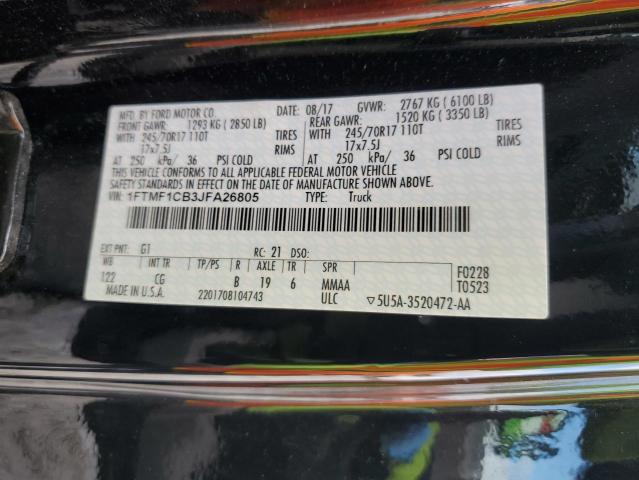 MFD. BY FORD MOTOR CO. DATE: 08/17 GVWR: 2767 KG ( 6100 LB)
FRONT GAWR: 1293 KG ( 2850 LB) REAR GAWR: 1520 KG ( 3350 LB)
WITH 245/70R17 110T TIRES WITH 245/70R17 110T TIRES
17x7.5J RIMS 17x7.5J RIMS
AT 250 kPa/ 36 PSI COLD AT 250 kPa/ 36 PSI COLD
THIS VEHICLE CONFORMS TO ALL APPLICABLE FEDERAL MOTOR VEHICLE
SAFETY AND THEFT PREVENTION STANDARDS IN EFFECT ON THE DATE OF
MANUFACTURE SHOWN ABOVE.
VIN: 1FTMF1CB3JFA26805 TYPE: Truck
EXT PNT: G1 RC: 21 DSO:
WB INT TR TP/PS R AXLE TR SPR F0228
122 CG B 19 6 MMAA T0523
MADE IN U.S.A. 2201708104743 ULC ▽5U5A-3520472-AA